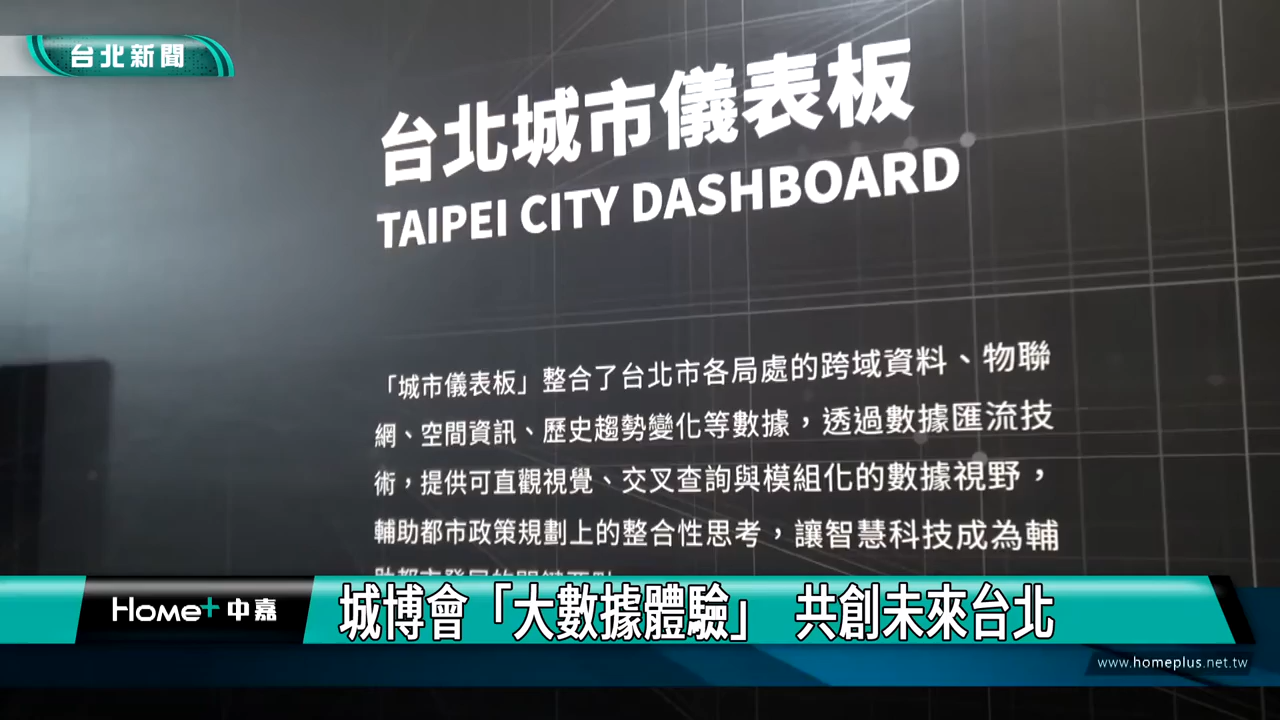 台北新聞
台北城市儀表板
TAIPEI CITY DASHBOARD
「城市儀表板」整合了台北市各局處的跨域資料、物聯
網、空間資訊、歷史趨勢變化等數據，透過數據匯流技
術，提供可直觀視覺、交叉查詢與模組化的數據視野，
輔助都市政策規劃上的整合性思考，讓智慧科技成為輔
Home+中嘉
城博會「大數據體驗」 共創未來台北
www.homeplus.net.tw